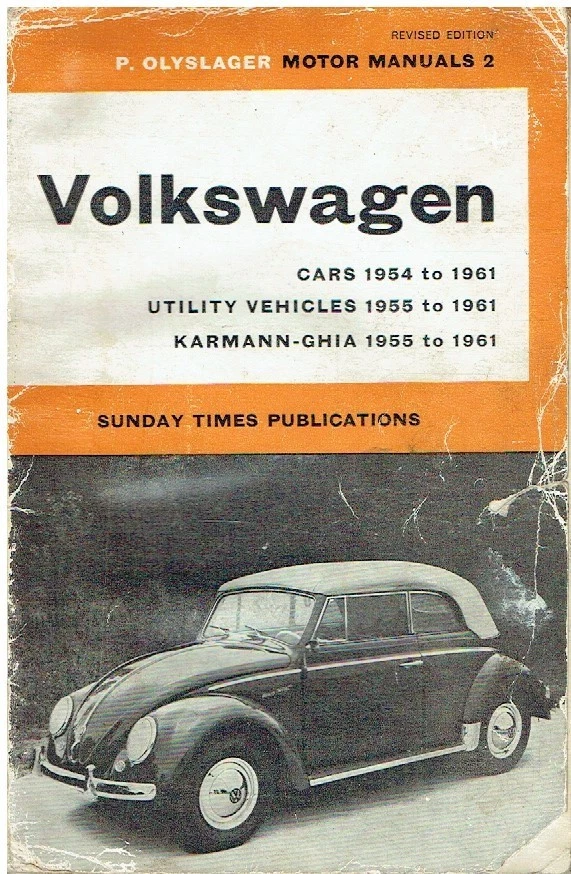 REVISED EDITION
P. OLYSLAGER MOTOR MANUALS 2
Volkswagen
CARS 1954 to 1961
UTILITY VEHICLES 1955 to 1961
KARMANN-GHIA 1955 to 1961
SUNDAY TIMES PUBLICATIONS